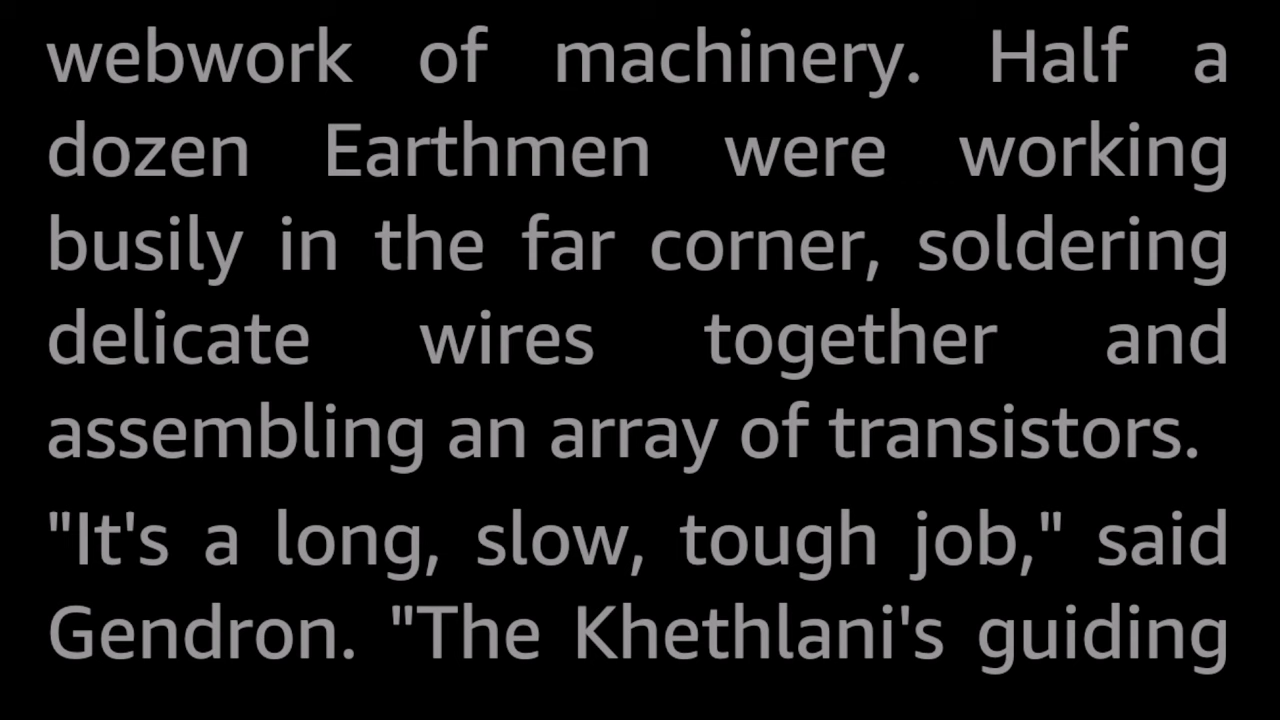 webwork of machinery. Half a
dozen Earthmen were working
busily in the far corner, soldering
delicate wires together and
assembling an array of transistors.
"It's a long, slow, tough job," said
Gendron. "The Khethlani's guiding